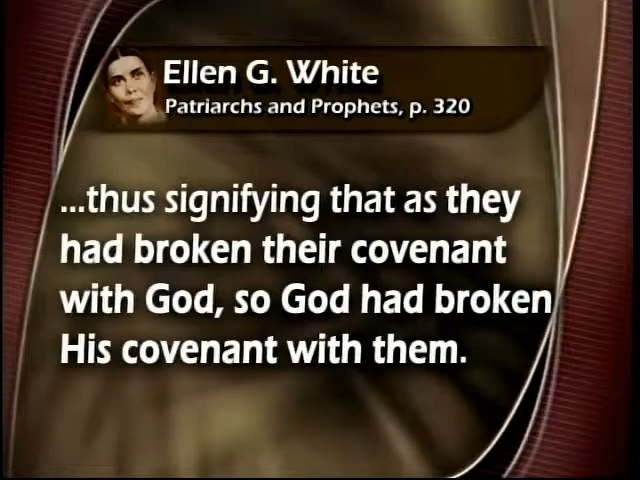 Ellen G. White
Patriarchs and Prophets, p. 320
...thus signifying that as they
had broken their covenant
with God, so God had broken
His covenant with them.